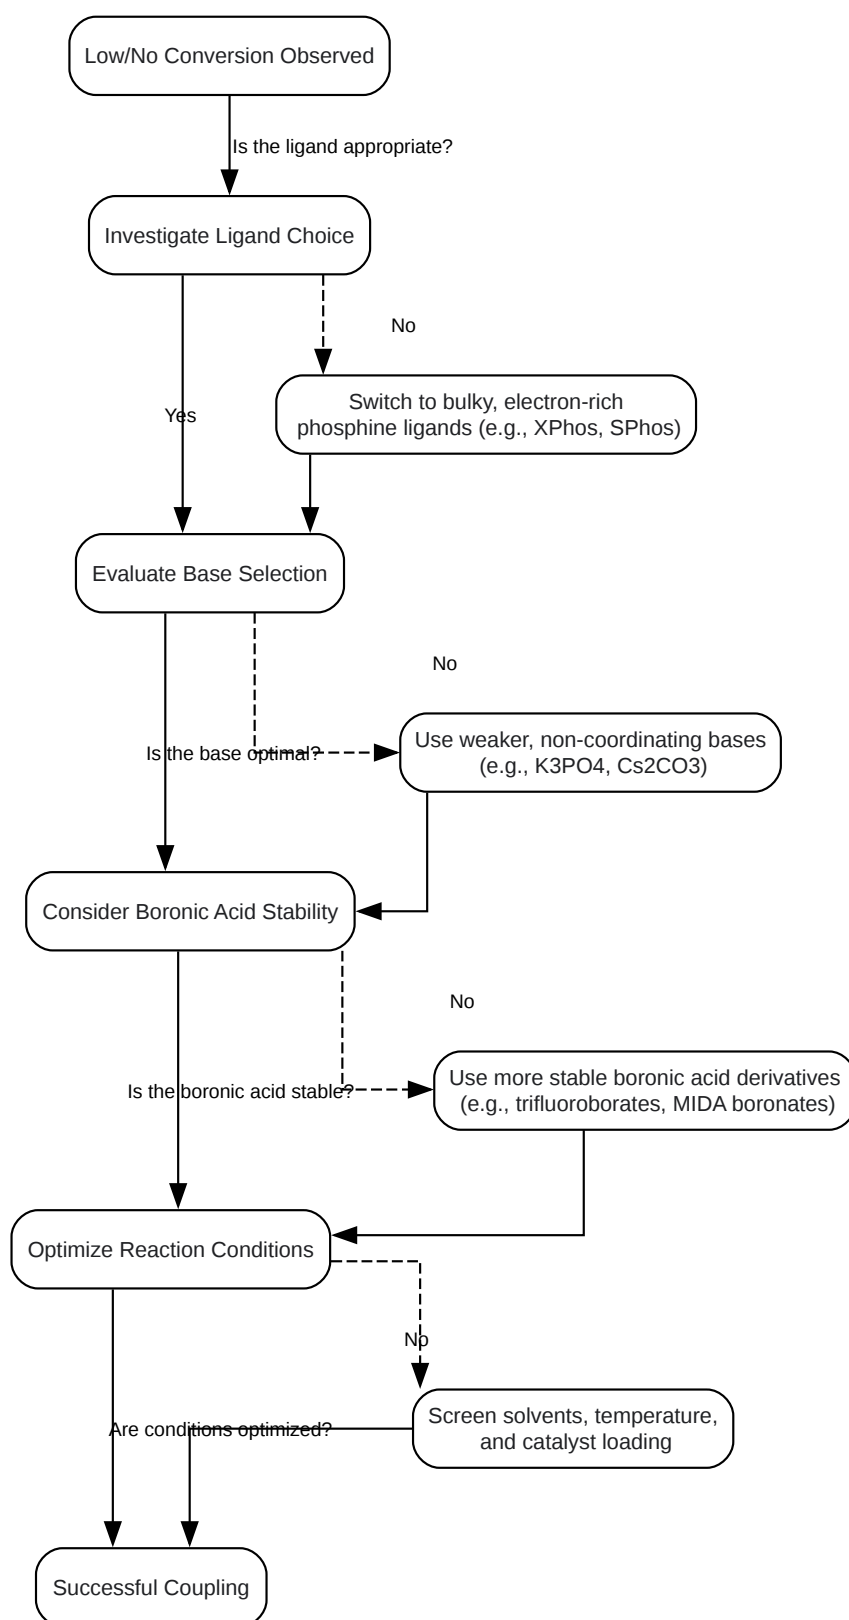 Low/No Conversion Observed
Is the ligand appropriate?
Investigate Ligand Choice
No
Yes
Switch to bulky, electron-rich
phosphine ligands (e.g., XPhos, SPhos)
Evaluate Base Selection
No
Is the base optimal?
Use weaker, non-coordinating bases
(e.g., K3PO4, Cs2CO3)
Consider Boronic Acid Stability
No
Is the boronic acid stable?
Use more stable boronic acid derivatives
(e.g., trifluoroborates, MIDA boronates)
Optimize Reaction Conditions
No
Are conditions optimized?
Screen solvents, temperature,
and catalyst loading
Successful Coupling